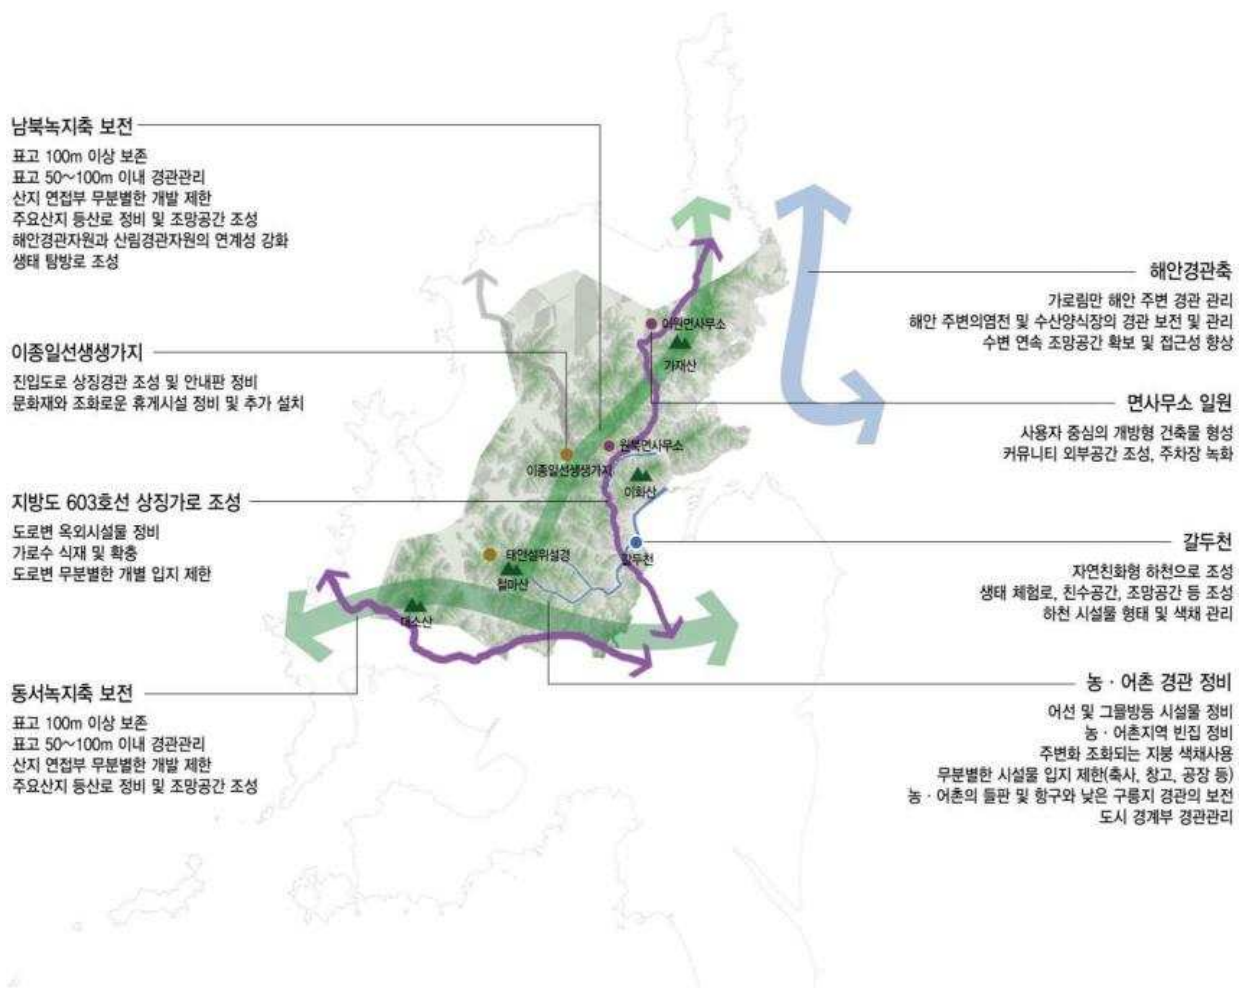 남북녹지축 보전
표고 100m 이상 보존
표고 50~100m 이내 경관관리
산지 연접부 무분별한 개발 제한
주요산지 등산로 정비 및 조망공간 조성
해안경관자원과 산림경관자원의 연계성 강화
생태 탐방로 조성
이종일선생생가지
진입도로 상징경관 조성 및 안내판 정비
문화재와 조화로운 휴게시설 정비 및 추가 설치
지방도 603호선 상징가로 조성
도로변 옥외시설물 정비
가로수 식재 및 확충
도로변 무분별한 개별 입지 제한
동서녹지축 보전
표고 100m 이상 보존
표고 50~100m 이내 경관관리
산지 연접부 무분별한 개발 제한
주요산지 등산로 정비 및 조망공간 조성
이원면사무소
가재산
원북면사무소
이종일선생생가지
이화산
태안설위설경
철마산
갈두천
대소산
해안경관축
가로림만 해안 주변 경관 관리
해안 주변의염전 및 수산양식장의 경관 보전 및 관리
수변 연속 조망공간 확보 및 접근성 향상
면사무소 일원
사용자 중심의 개방형 건축물 형성
커뮤니티 외부공간 조성, 주차장 녹화
갈두천
자연친화형 하천으로 조성
생태 체험로, 친수공간, 조망공간 등 조성
하천 시설물 형태 및 색채 관리
농 · 어촌 경관 정비
어선 및 그물방등 시설물 정비
농 · 어촌지역 빈집 정비
주변화 조화되는 지붕 색채사용
무분별한 시설물 입지 제한(축사, 창고, 공장 등)
농 · 어촌의 들판 및 항구와 낮은 구릉지 경관의 보전
도시 경계부 경관관리